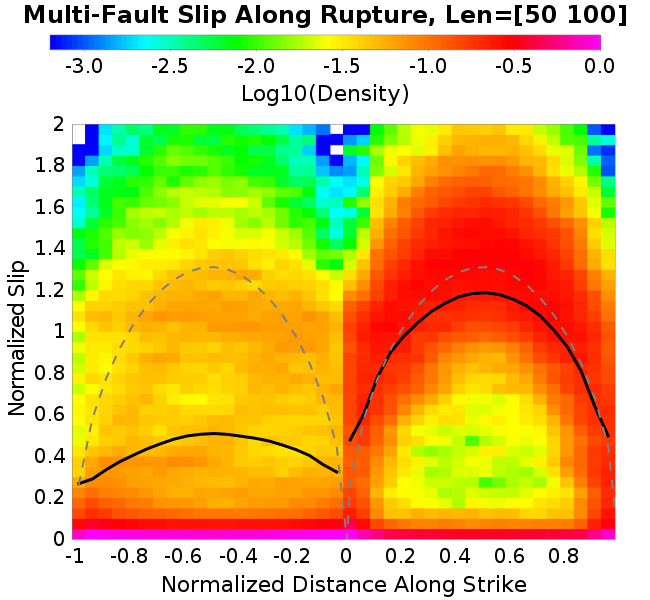 Multi-Fault Slip Along Rupture, Len=[50 100]
-3.0 -2.5 -2.0 -1.5 -1.0 -0.5 0.0
Log10(Density)
2
1.8
1.6
1.4
1.2
1
0.8
0.6
0.4
0.2
0
Normalized Slip
-1 -0.8 -0.6 -0.4 -0.2 0 0.2 0.4 0.6 0.8
Normalized Distance Along Strike